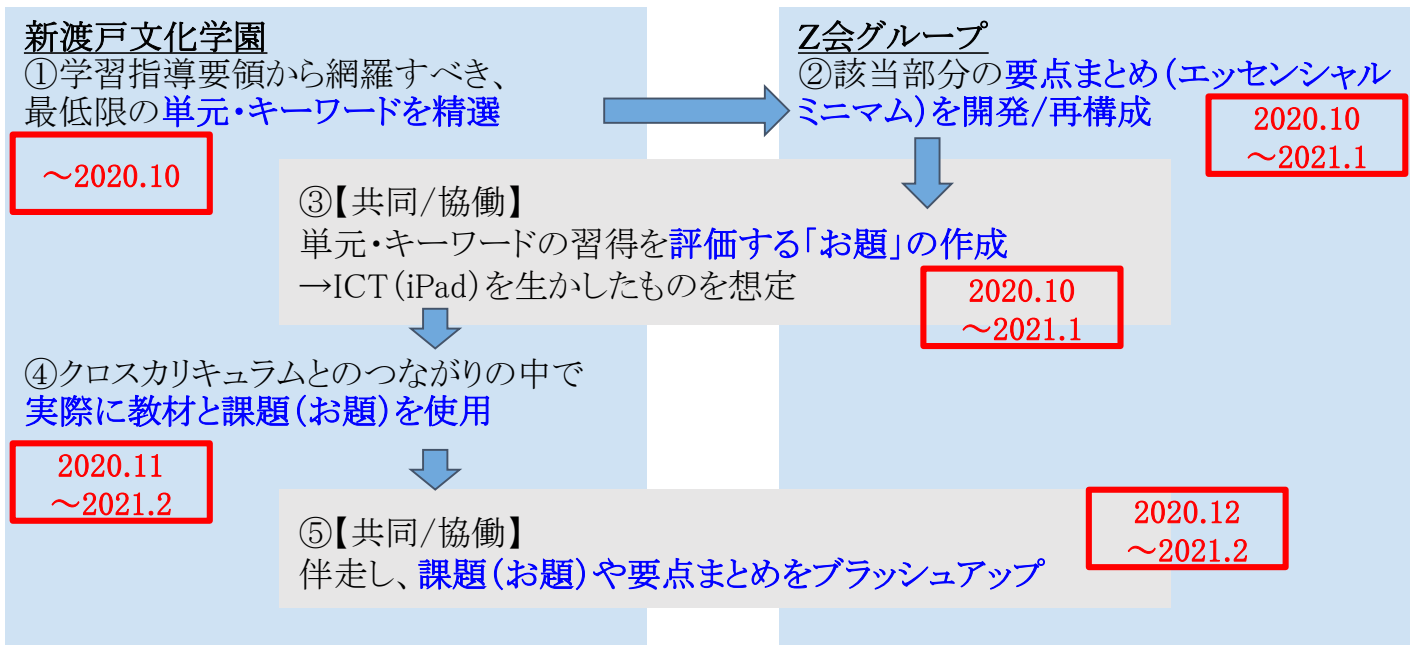 新渡戸文化学園
①学習指導要領から網羅すべき、
最低限の単元・キーワードを精選
～2020.10
Z会グループ
②該当部分の要点まとめ（エッセンシャル
ミニマム）を開発/再構成
2020.10
～2021.1
③【共同/協働】
単元・キーワードの習得を評価する「お題」の作成
→ICT（iPad）を生かしたものを想定
2020.10
～2021.1
④クロスカリキュラムとのつながりの中で
実際に教材と課題（お題）を使用
2020.11
～2021.2
⑤【共同/協働】
伴走し、課題（お題）や要点まとめをブラッシュアップ
2020.12
～2021.2